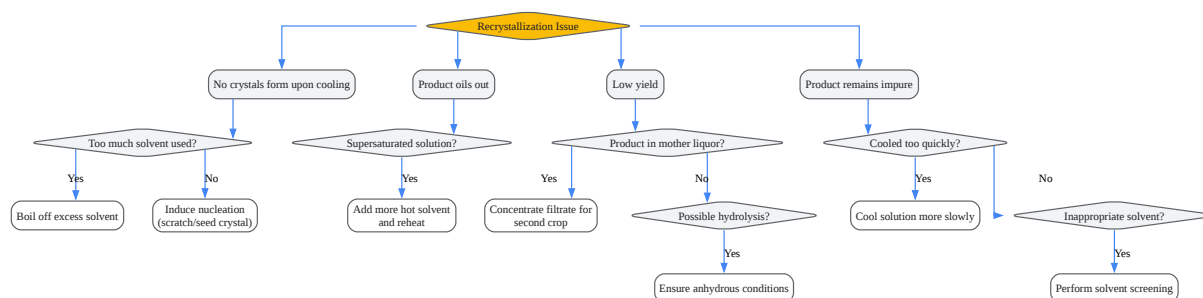 Recrystallization Issue
No crystals form upon cooling
Product oils out
Low yield
Product remains impure
Too much solvent used?
Supersaturated solution?
Product in mother liquor?
Cooled too quickly?
Yes
No
Yes
Yes
No
Yes
No
Boil off excess solvent
Induce nucleation
(scratch/seed crystal)
Add more hot solvent
and reheat
Concentrate filtrate for
second crop
Possible hydrolysis?
Cool solution more slowly
Inappropriate solvent?
Yes
Yes
Ensure anhydrous conditions
Perform solvent screening